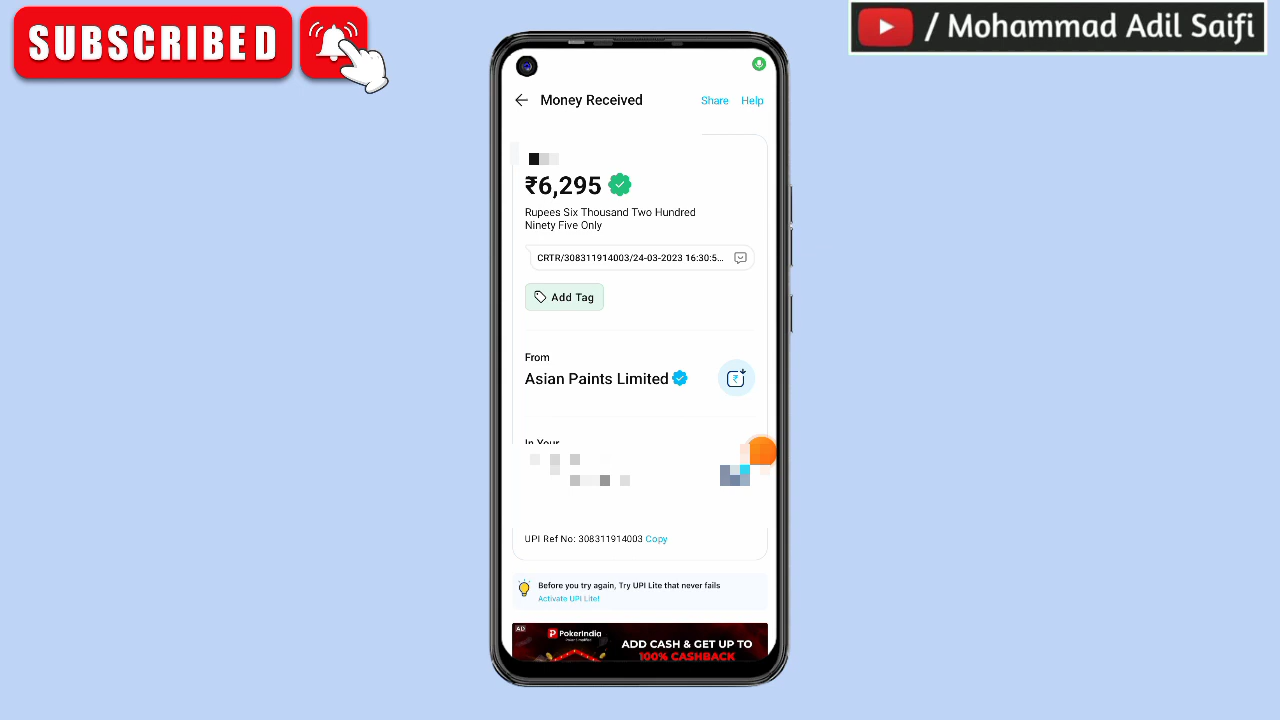 SUBSCRIBED
/ Mohammad Adil Saifi
Money Received
Share
Help
₹6,295
Rupees Six Thousand Two Hundred
Ninety Five Only
CRTR/308311914003/24-03-2023 16:30:5...
Add Tag
From
Asian Paints Limited
In Your
UPI Ref No: 308311914003 Copy
Before you try again, Try UPI Lite that never fails
Activate UPI Lite!
AD
PokerIndia
ADD CASH & GET UP TO
100% CASHBACK